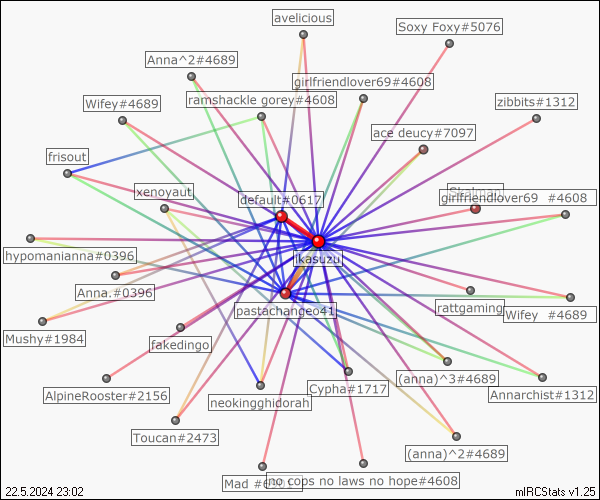 avelicious
Soxy Foxy#5076
Anna^2#4689
girlfriendlover69#4608
Wifey#4689
ramshackle gorey#4608
zibbits#1312
ace deucy#7097
frisout
xenoyaut
default#0617
girlfriendlover69 #4608
hypomanianna#0396
ikasuzu
Anna.#0396
pastachangeo41
rattgaming
Wifey #4689
Mushy#1984
fakedingo
AlpineRooster#2156
neokingghidorah
Cypha#1717
(anna)^3#4689
Annarchist#1312
Toucan#2473
(anna)^2#4689
Mad
no cops no laws no hope#4608
22.5.2024 23:02
mIRCStats v1.25